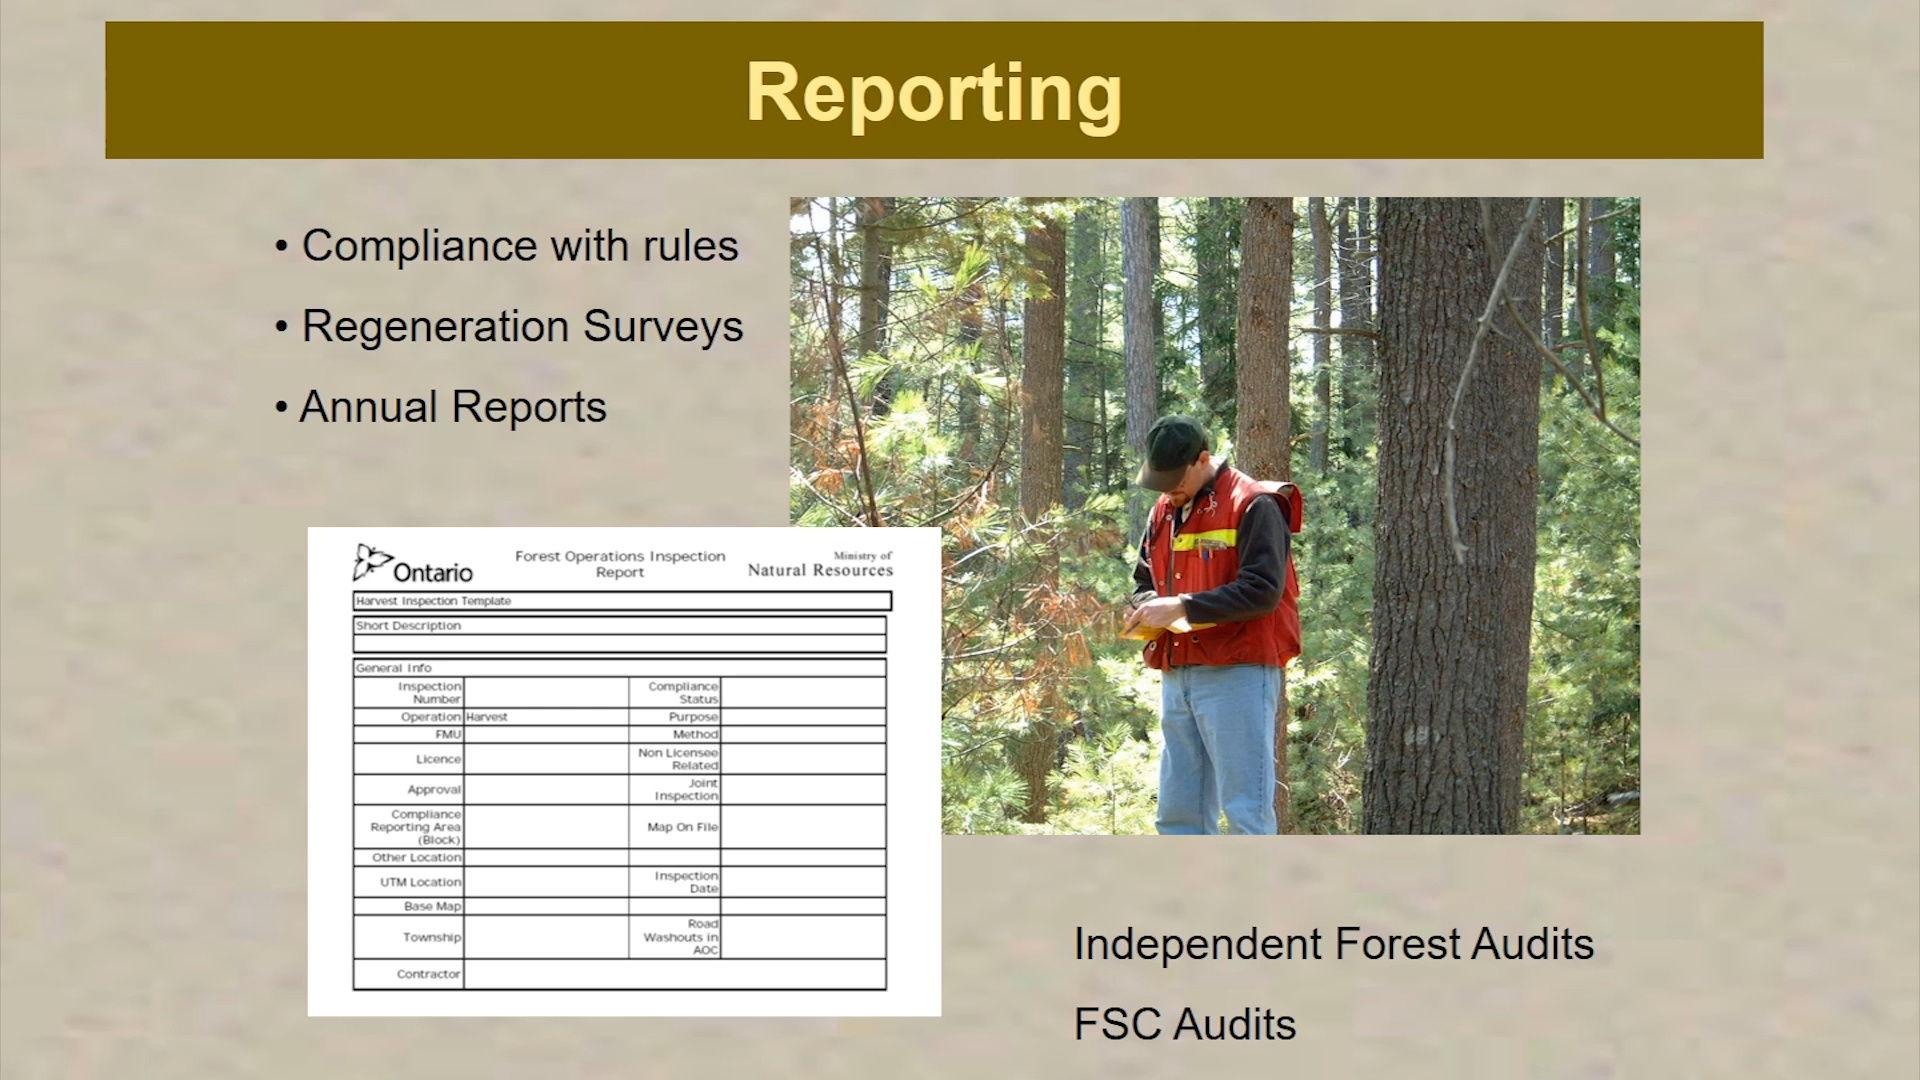 Reporting
• Compliance with rules
• Regeneration Surveys
• Annual Reports
Ontario
Forest Operations Inspection
Report
Ministry of
Natural Resources
Harvest Inspection Template
Short Description
General Info
Inspection
Number
Compliance
Status
Operation Harvest
Purpose
FMU
Method
Licence
Non Licensee
Related
Approval
Joint
Inspection
Compliance
Reporting Area
(Block)
Map On File
Other Location
UTM Location
Inspection
Date
Base Map
Township
Road
Washouts in
AOC
Contractor
Independent Forest Audits
FSC Audits